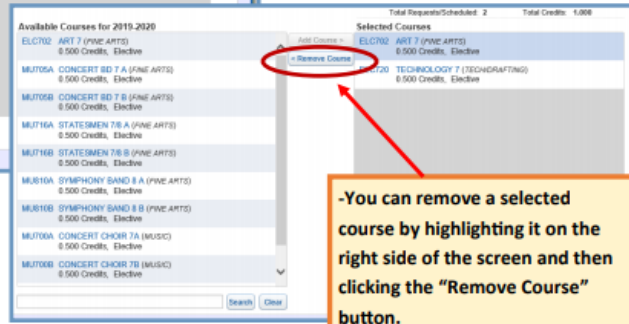 Total Requests/Scheduled: 2 Total Credits: 1.000
Available Courses for 2019-2020
Selected Courses
Add Course >
< Remove Course
ELC702 ART 7 (FINE ARTS)
0.500 Credits, Elective
MU705A CONCERT BD 7 A (FINE ARTS)
0.500 Credits, Elective
MU705B CONCERT BD 7 B (FINE ARTS)
0.500 Credits, Elective
MU716A STATESMEN 7/8 A (FINE ARTS)
0.500 Credits, Elective
MU716B STATESMEN 7/8 B (FINE ARTS)
0.500 Credits, Elective
MU810A SYMPHONY BAND 8 A (FINE ARTS)
0.500 Credits, Elective
MU810B SYMPHONY BAND 8 B (FINE ARTS)
0.500 Credits, Elective
MU700A CONCERT CHOIR 7A (MUSIC)
0.500 Credits, Elective
MU700B CONCERT CHOIR 7B (MUSIC)
0.500 Credits, Elective
Search Clear
ELC702 ART 7 (FINE ARTS)
0.500 Credits, Elective
TECHNOLOGY 7 (TECH/DRAFTING)
0.500 Credits, Elective
-You can remove a selected
course by highlighting it on the
right side of the screen and then
clicking the “Remove Course”
button.